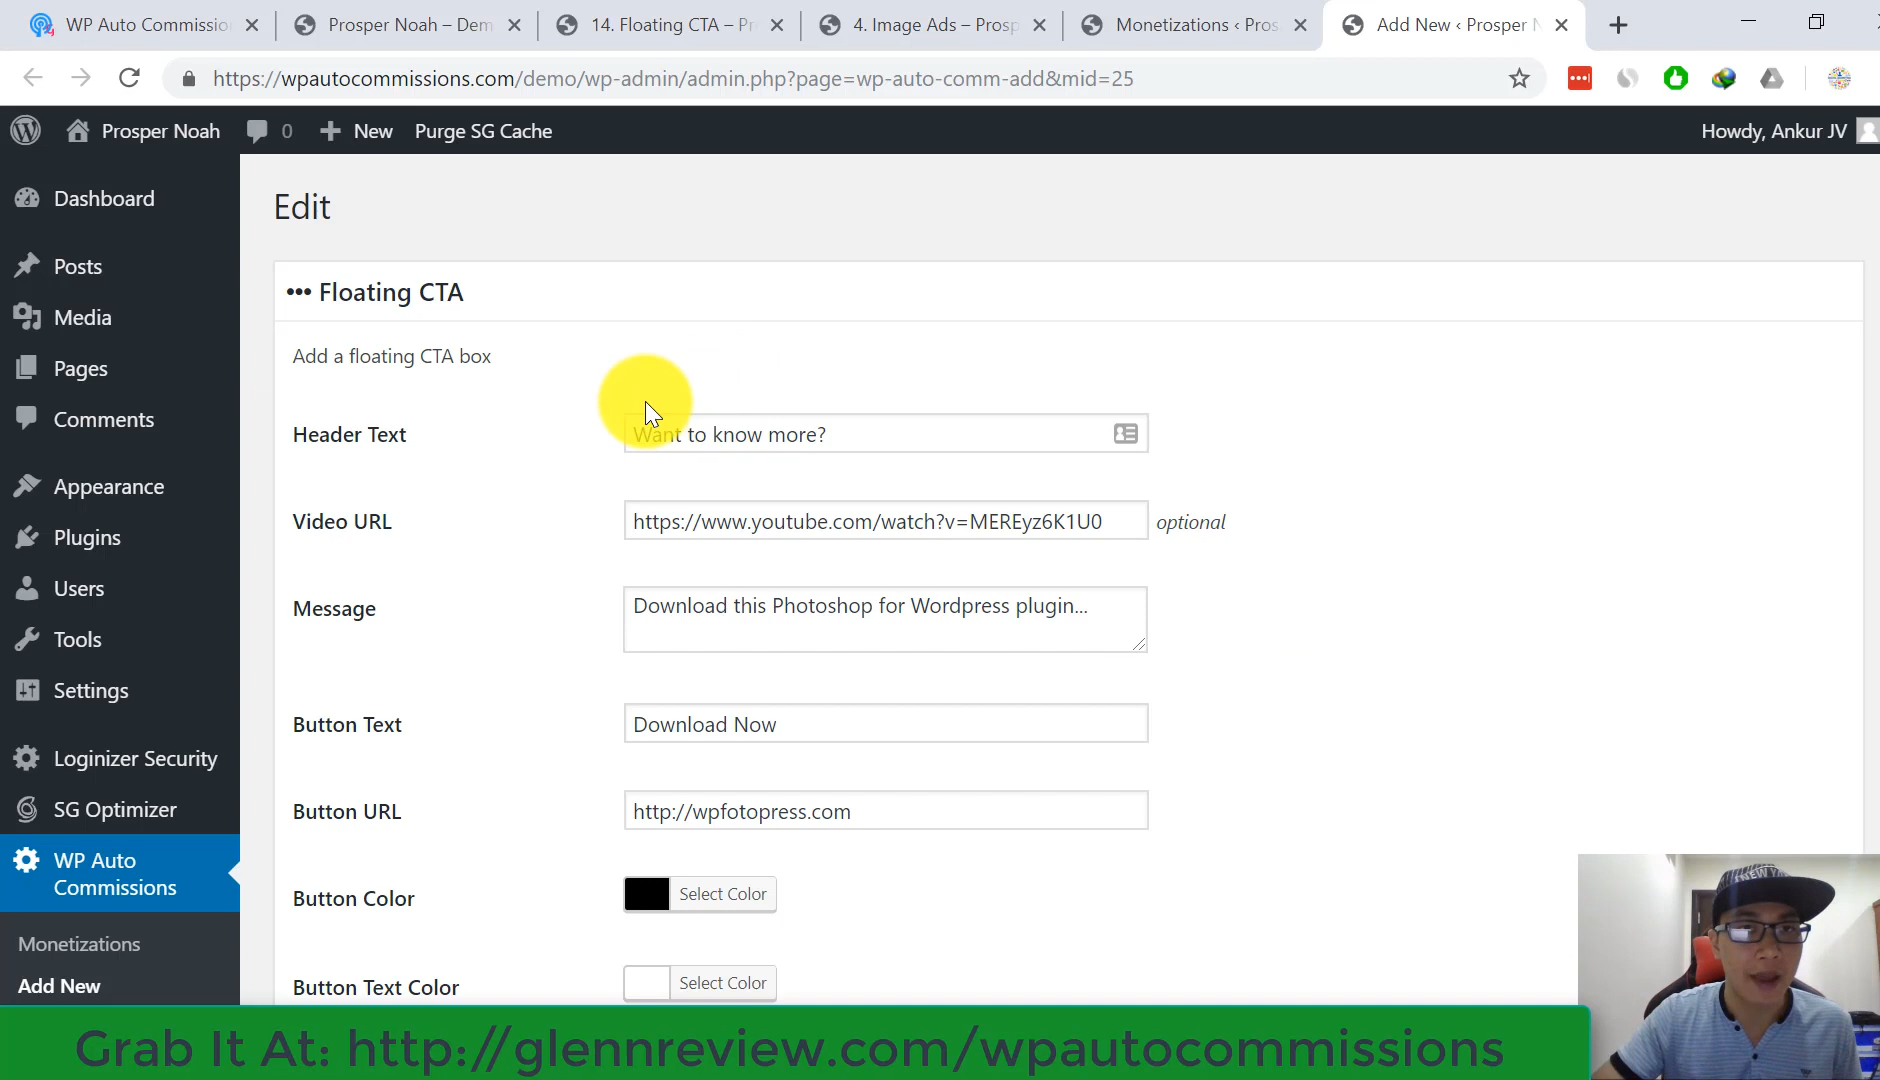 WP Auto Commissio
Prosper Noah – Dem
14. Floating CTA – Pr
4. Image Ads – Prosp
Monetizations ‹ Pros
Add New ‹ Prosper N
https://wpautocommissions.com/demo/wp-admin/admin.php?page=wp-auto-comm-add&mid=25
Prosper Noah
0
New
Purge SG Cache
Howdy, Ankur JV
Dashboard
Posts
Media
Pages
Comments
Appearance
Plugins
Users
Tools
Settings
Loginizer Security
SG Optimizer
WP Auto
Commissions
Monetizations
Add New
Edit
••• Floating CTA
Add a floating CTA box
Header Text
Want to know more?
Video URL
https://www.youtube.com/watch?v=MEREyz6K1U0
optional
Message
Download this Photoshop for Wordpress plugin...
Button Text
Download Now
Button URL
http://wpfotopress.com
Button Color
Select Color
Button Text Color
Select Color
Grab It At: http://glennreview.com/wpautocommissions